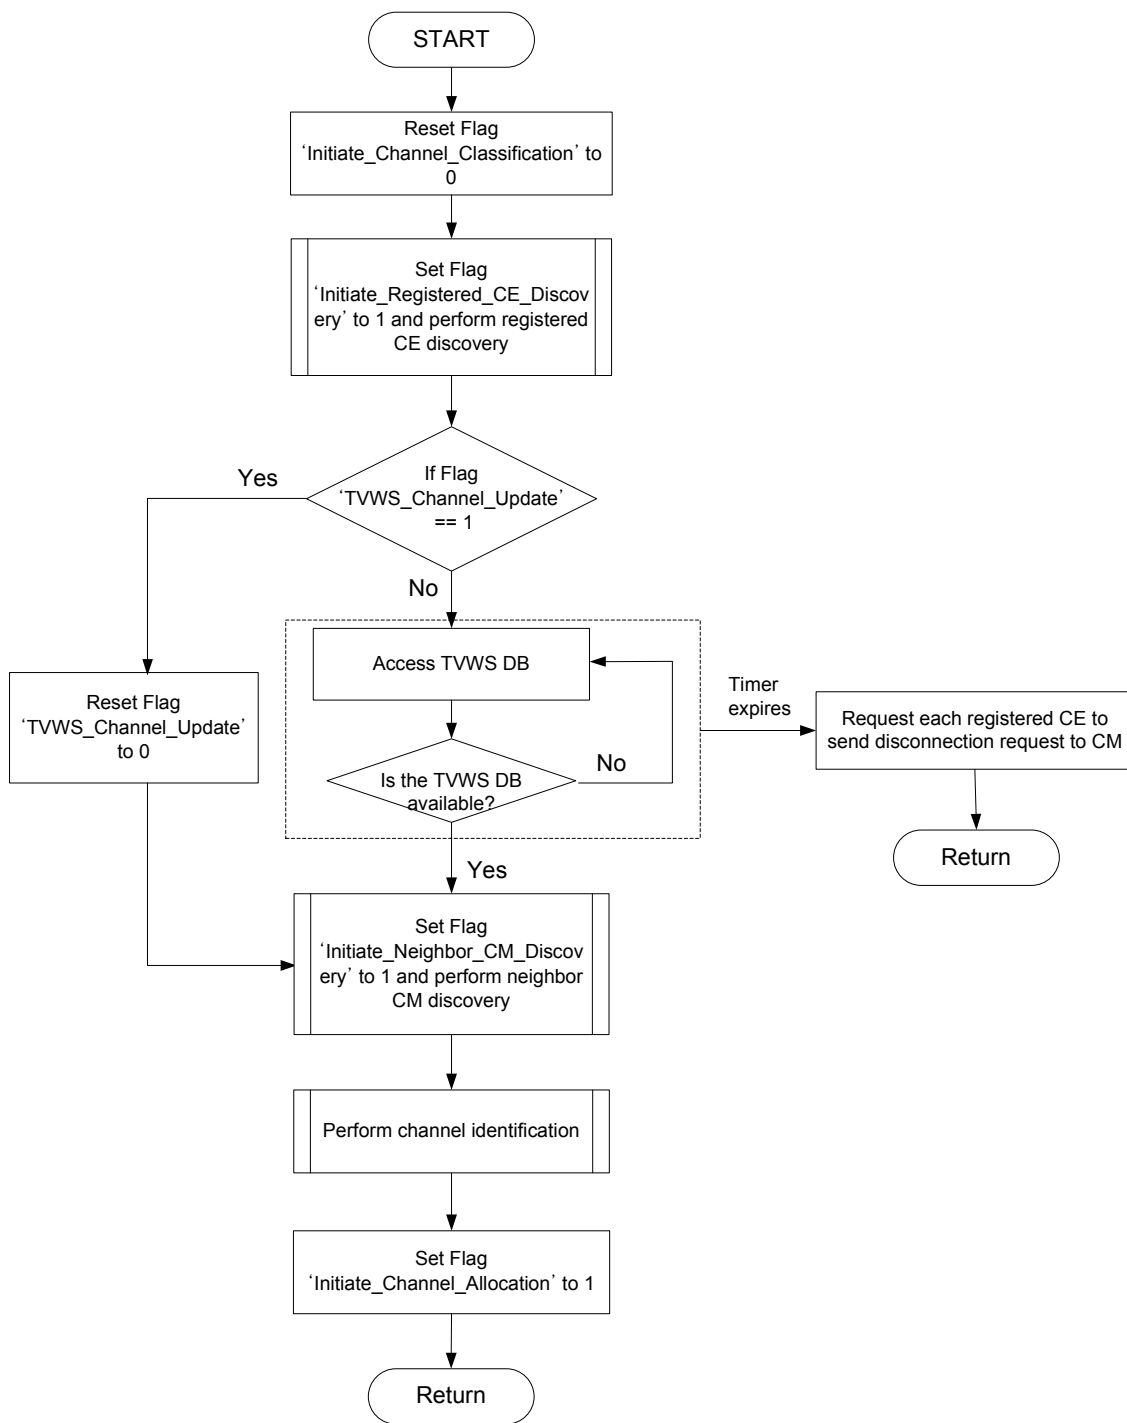 START
Reset Flag
‘Initiate_Channel_Classification’ to
0
Set Flag
‘Initiate_Registered_CE_Discov
ery’ to 1 and perform registered
CE discovery
If Flag
‘TVWS_Channel_Update’
== 1
Yes
No
Access TVWS DB
Is the TVWS DB
available?
No
Timer
expires
Request each registered CE to
send disconnection request to CM
Return
Reset Flag
‘TVWS_Channel_Update’
to 0
Yes
Set Flag
‘Initiate_Neighbor_CM_Discov
ery’ to 1 and perform neighbor
CM discovery
Perform channel identification
Set Flag
‘Initiate_Channel_Allocation’ to 1
Return